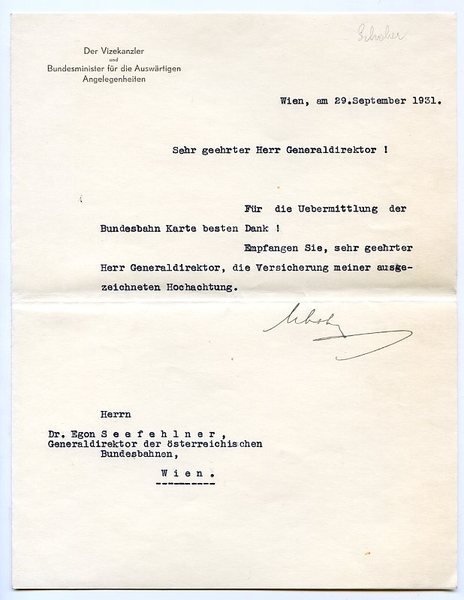 Schober
Der Vizekanzler
und
Bundesminister für die Auswärtigen
Angelegenheiten
Wien, am 29.September 1931.
Sehr geehrter Herr Generaldirektor !
Für die Uebermittlung der
Bundesbahn Karte besten Dank !
Empfangen Sie, sehr geehrter
Herr Generaldirektor, die Versicherung meiner ausge-
zeichneten Hochachtung.
Schober
Herrn
Dr. Egon S e e f e h l n e r ,
Generaldirektor der österreichischen
Bundesbahnen,
W i e n .